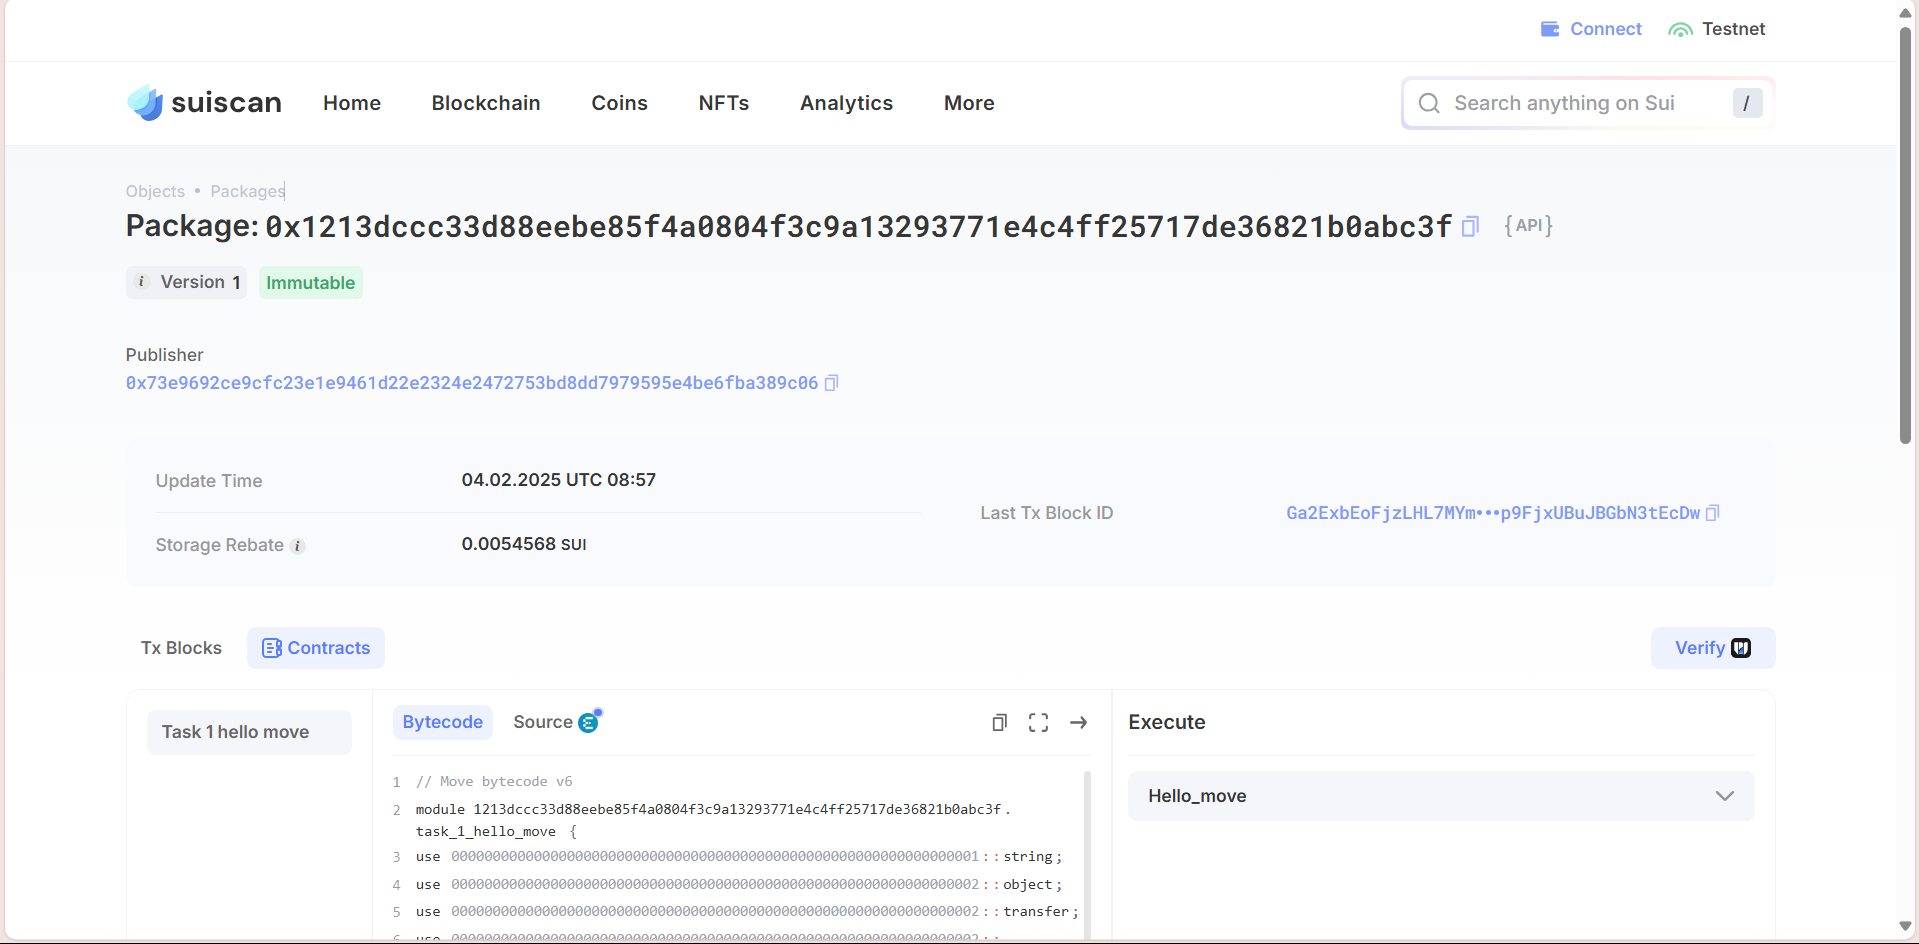 Connect Testnet
suiscan Home Blockchain Coins NFTs Analytics More Search anything on Sui /
Objects • Packages
Package: 0x1213dccc33d88eebe85f4a0804f3c9a13293771e4c4ff25717de36821b0abc3f {API}
i Version 1 Immutable
Publisher
0x73e9692ce9cfc23e1e9461d22e2324e2472753bd8dd7979595e4be6fba389c06
Update Time 04.02.2025 UTC 08:57
Last Tx Block ID Ga2ExbEoFjzLHL7MYm•••p9FjxUBuJBGbN3tEcDw
Storage Rebate i 0.0054568 SUI
Tx Blocks Contracts Verify
Task 1 hello move
Bytecode Source
Execute
Hello_move
1 // Move bytecode v6
2 module 1213dccc33d88eebe85f4a0804f3c9a13293771e4c4ff25717de36821b0abc3f.
task_1_hello_move {
3 use 0000000000000000000000000000000000000000000000000000000000000001::string;
4 use 0000000000000000000000000000000000000000000000000000000000000002::object;
5 use 0000000000000000000000000000000000000000000000000000000000000002::transfer;
6 use 0000000000000000000000000000000000000000000000000000000000000002::